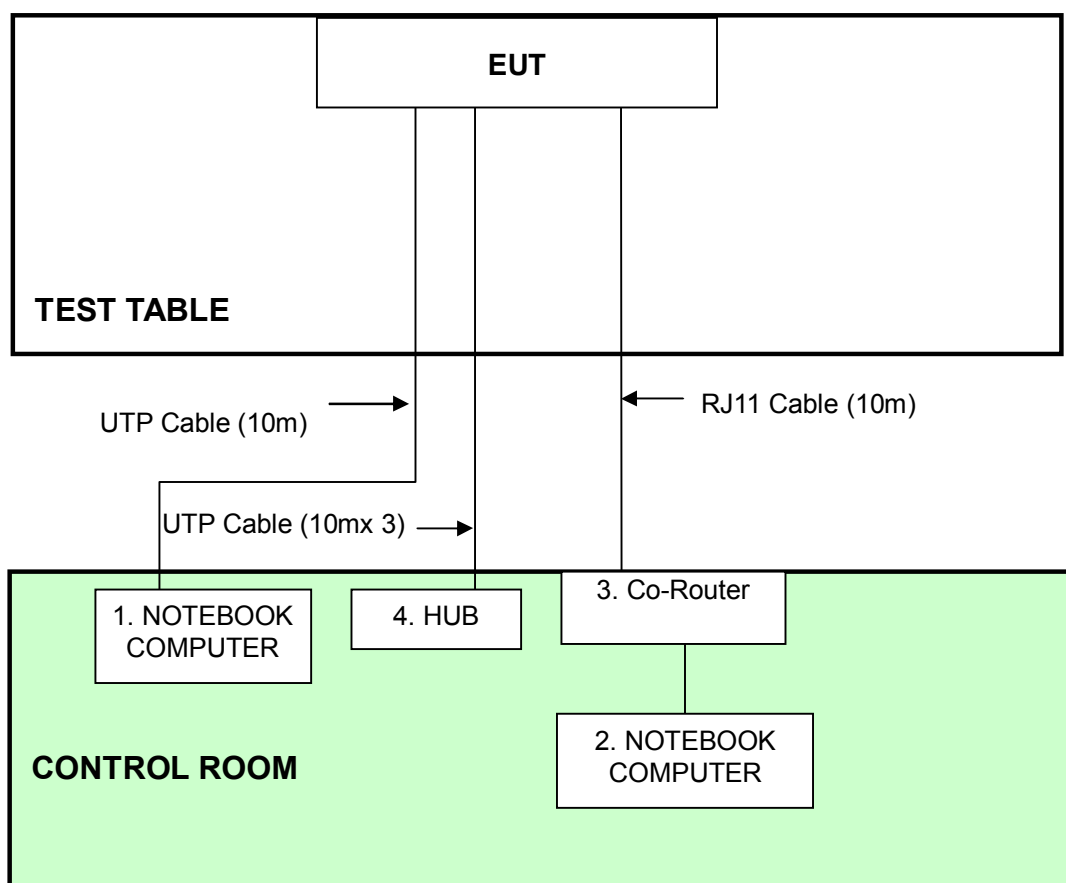 EUT
TEST TABLE
UTP Cable (10m)
RJ11 Cable (10m)
UTP Cable (10mx 3)
1. NOTEBOOK
COMPUTER
4. HUB
3. Co-Router
2. NOTEBOOK
COMPUTER
CONTROL ROOM